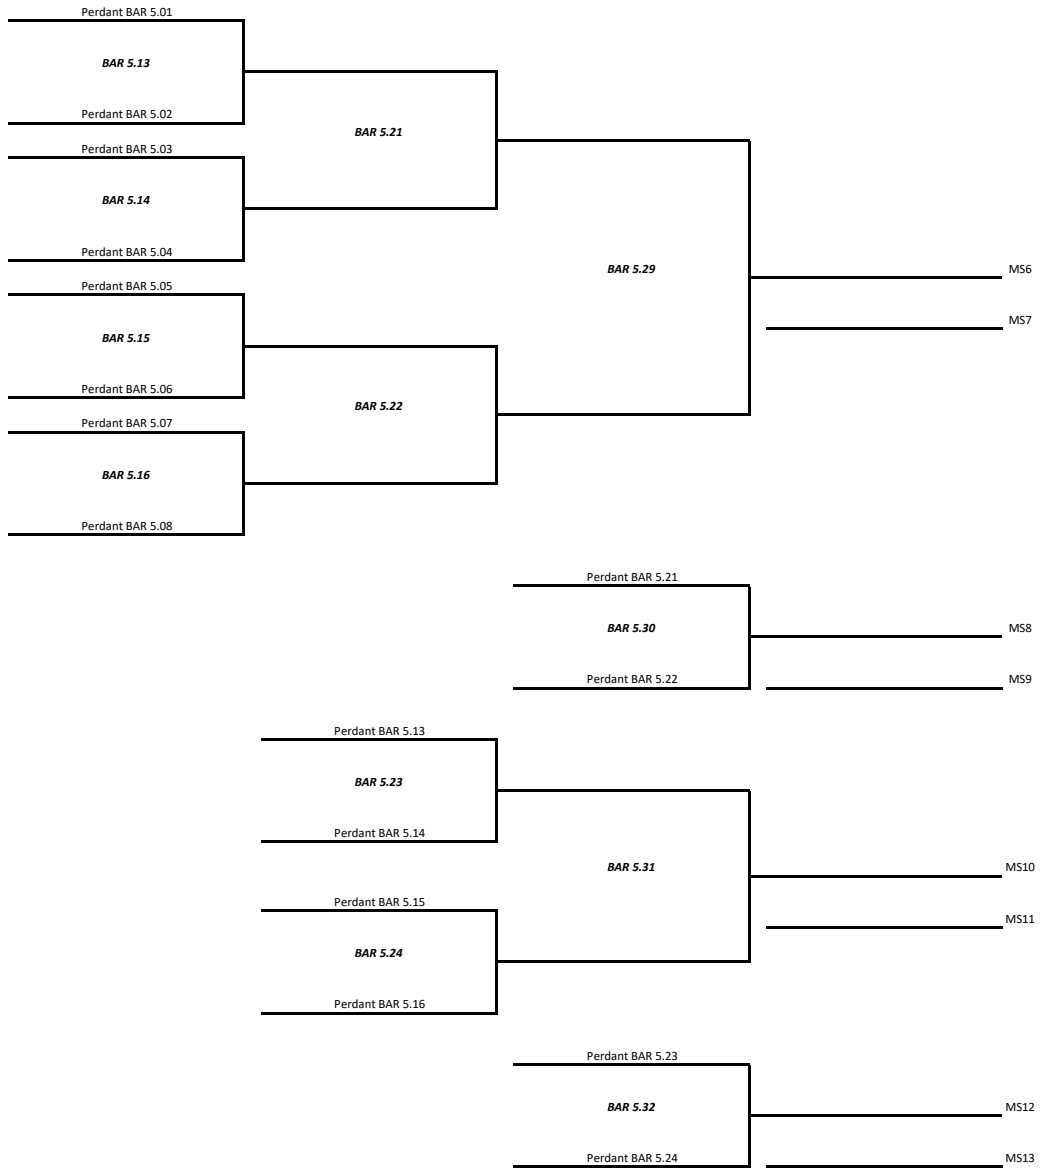 Perdant BAR 5.01
BAR 5.13
Perdant BAR 5.02
BAR 5.21
Perdant BAR 5.03
BAR 5.14
Perdant BAR 5.04
BAR 5.29
MS6
Perdant BAR 5.05
MS7
BAR 5.15
Perdant BAR 5.06
BAR 5.22
Perdant BAR 5.07
BAR 5.16
Perdant BAR 5.08
Perdant BAR 5.21
BAR 5.30
MS8
Perdant BAR 5.22
MS9
Perdant BAR 5.13
BAR 5.23
Perdant BAR 5.14
BAR 5.31
MS10
Perdant BAR 5.15
MS11
BAR 5.24
Perdant BAR 5.16
Perdant BAR 5.23
BAR 5.32
MS12
Perdant BAR 5.24
MS13